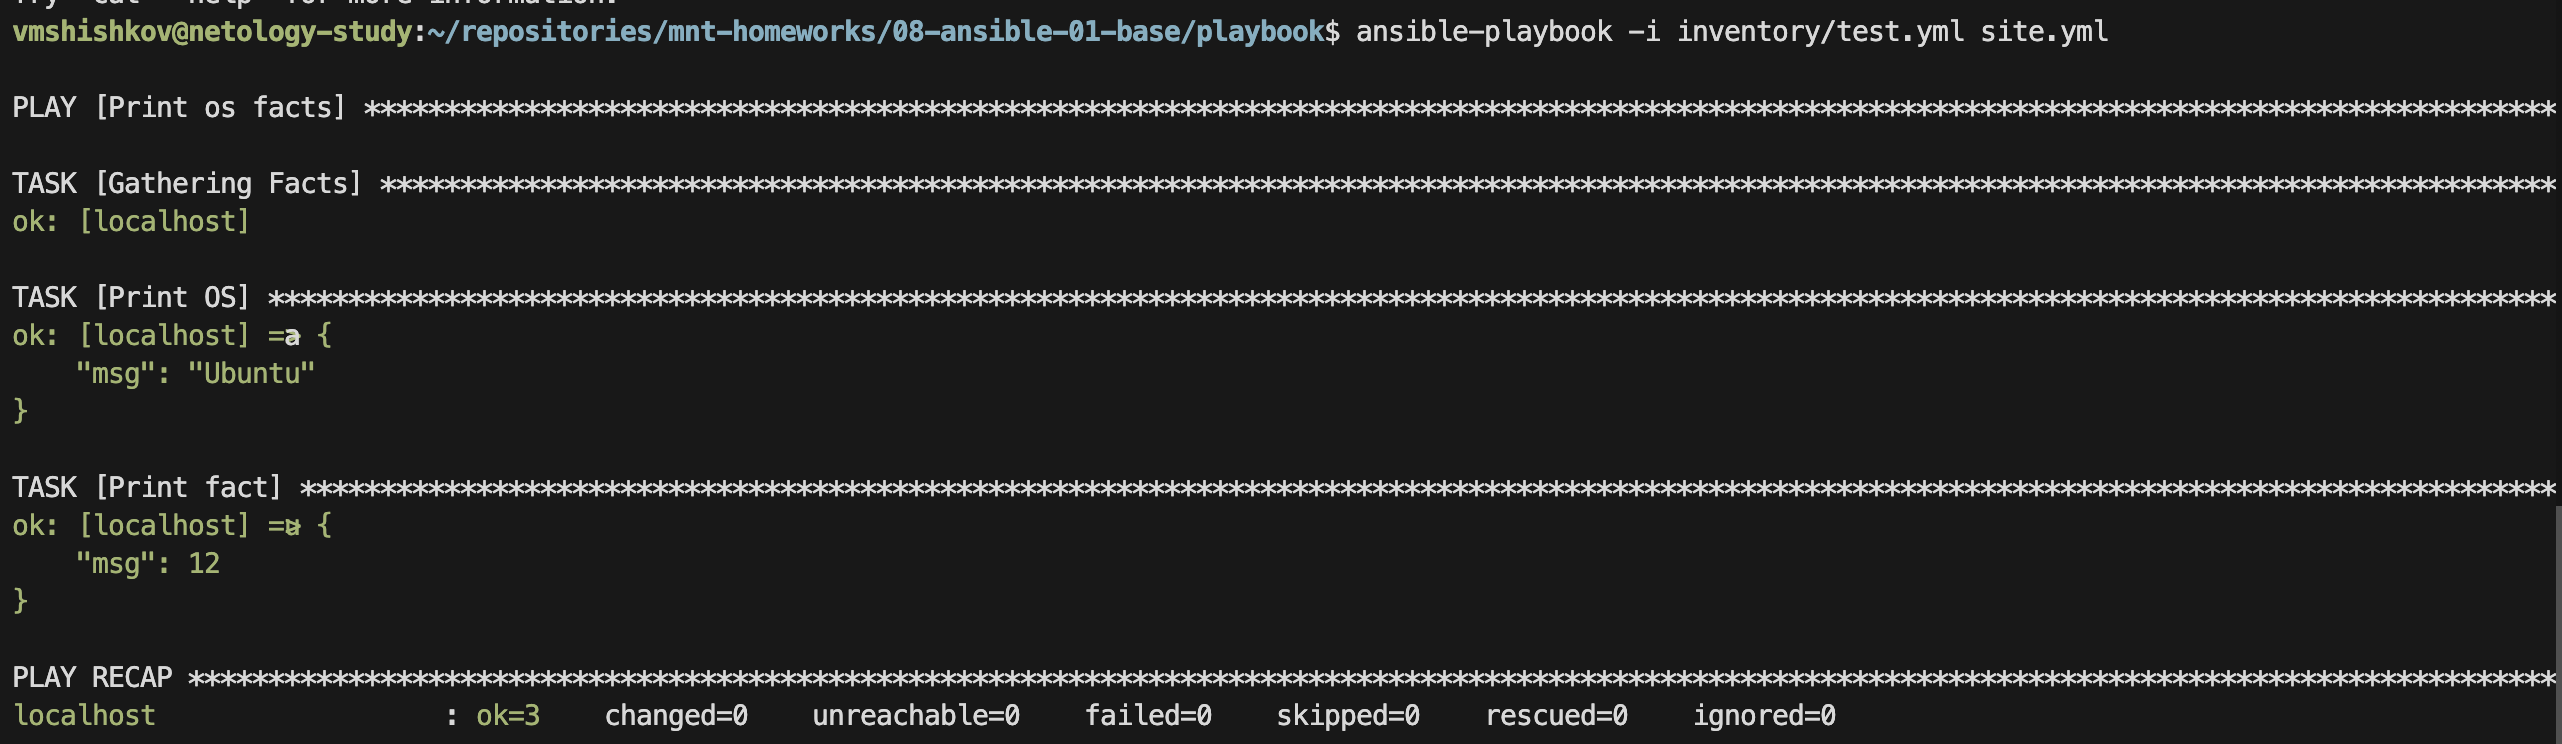 vmshishkov@netology-study:~/repositories/mnt-homeworks/08-ansible-01-base/playbook$ ansible-playbook -i inventory/test.yml site.yml
PLAY [Print os facts] *****************************************************************************************************************************************
TASK [Gathering Facts] ****************************************************************************************************************************************
ok: [localhost]
TASK [Print OS] ***********************************************************************************************************************************************
ok: [localhost] => {
"msg": "Ubuntu"
}
TASK [Print fact] *********************************************************************************************************************************************
ok: [localhost] => {
"msg": 12
}
PLAY RECAP ****************************************************************************************************************************************************
localhost : ok=3 changed=0 unreachable=0 failed=0 skipped=0 rescued=0 ignored=0